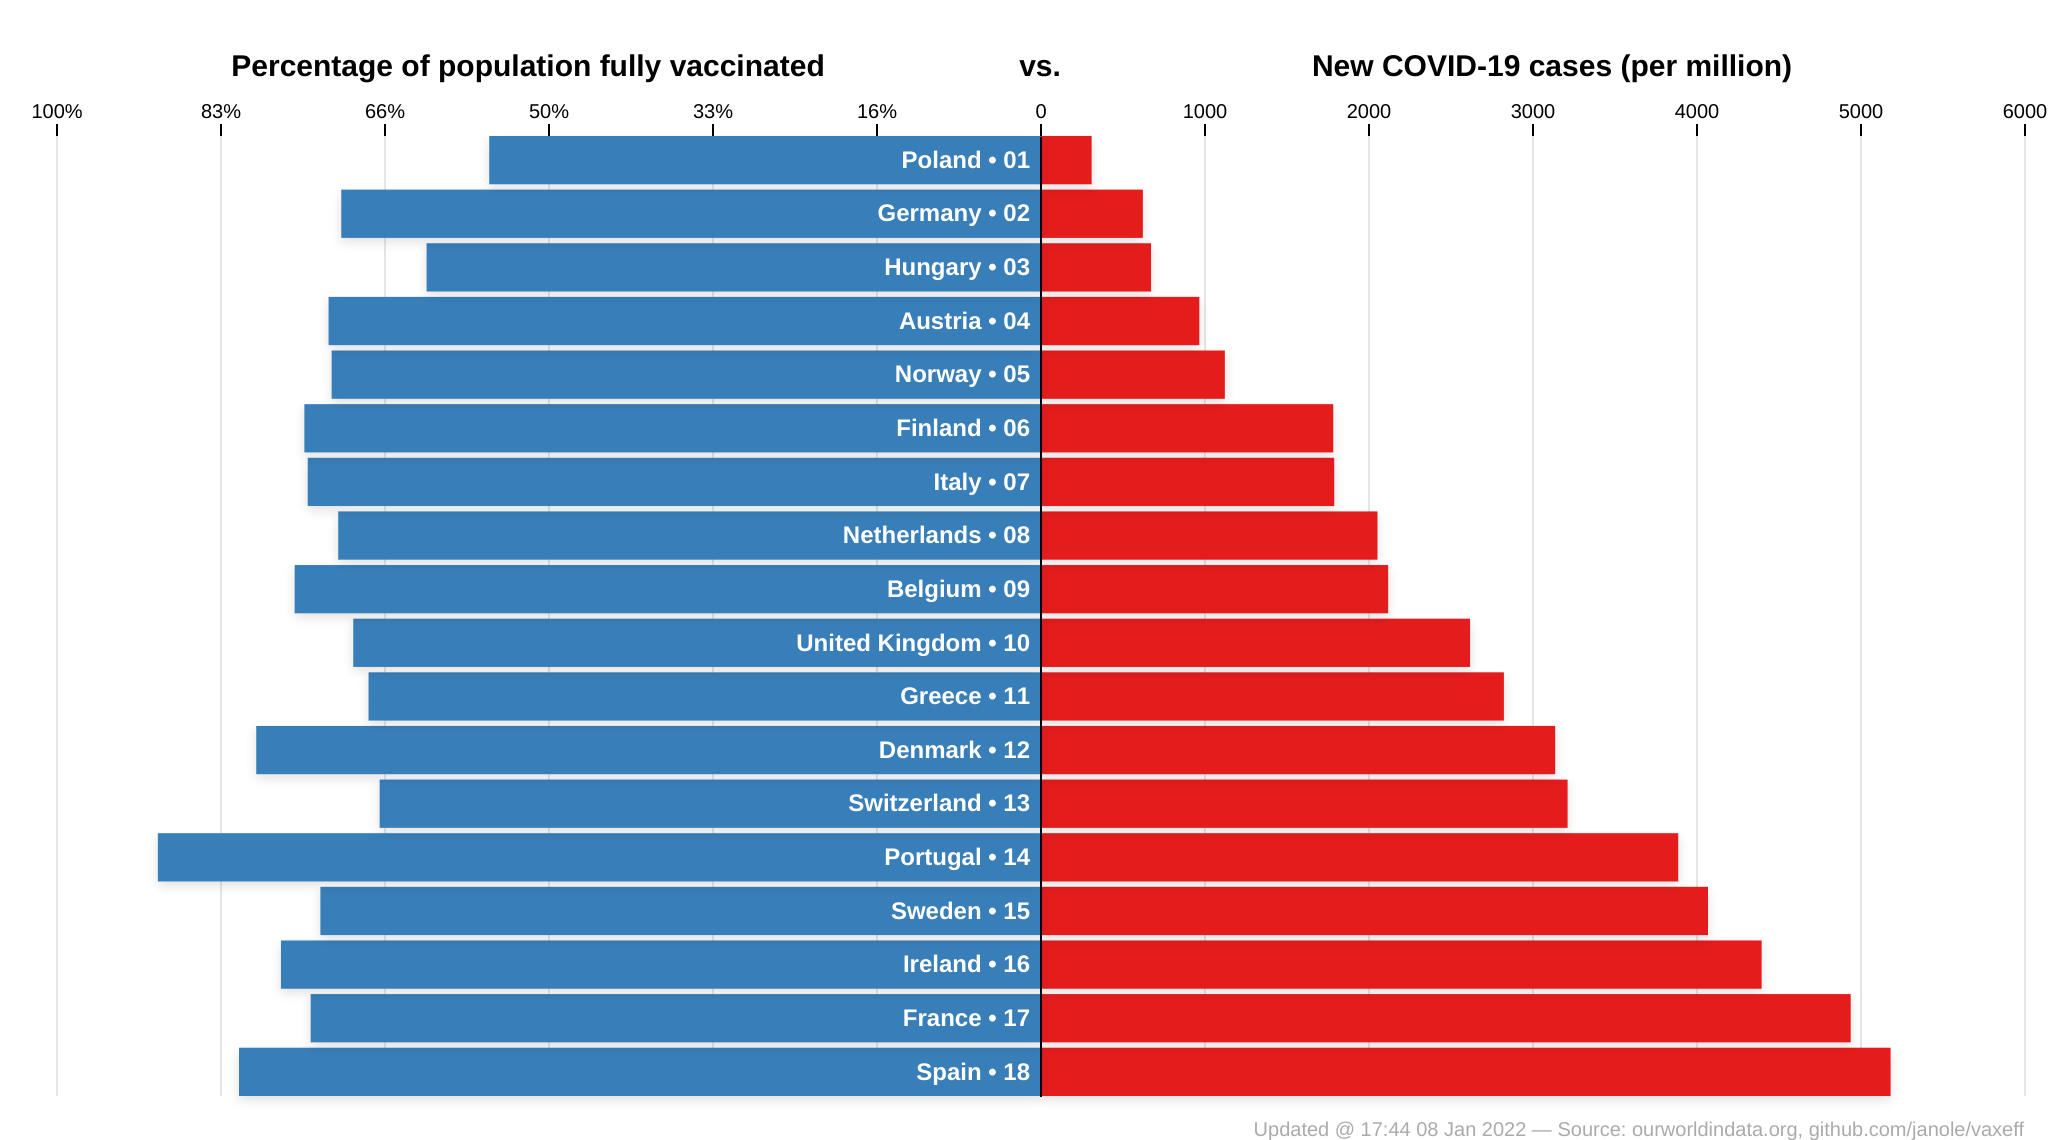 Percentage of population fully vaccinated vs. New COVID-19 cases (per million)
100% 83% 66% 50% 33% 16% 0 1000 2000 3000 4000 5000 6000
Poland • 01
Germany • 02
Hungary • 03
Austria • 04
Norway • 05
Finland • 06
Italy • 07
Netherlands • 08
Belgium • 09
United Kingdom • 10
Greece • 11
Denmark • 12
Switzerland • 13
Portugal • 14
Sweden • 15
Ireland • 16
France • 17
Spain • 18
Updated @ 17:44 08 Jan 2022 — Source: ourworldindata.org, github.com/janole/vaxeff